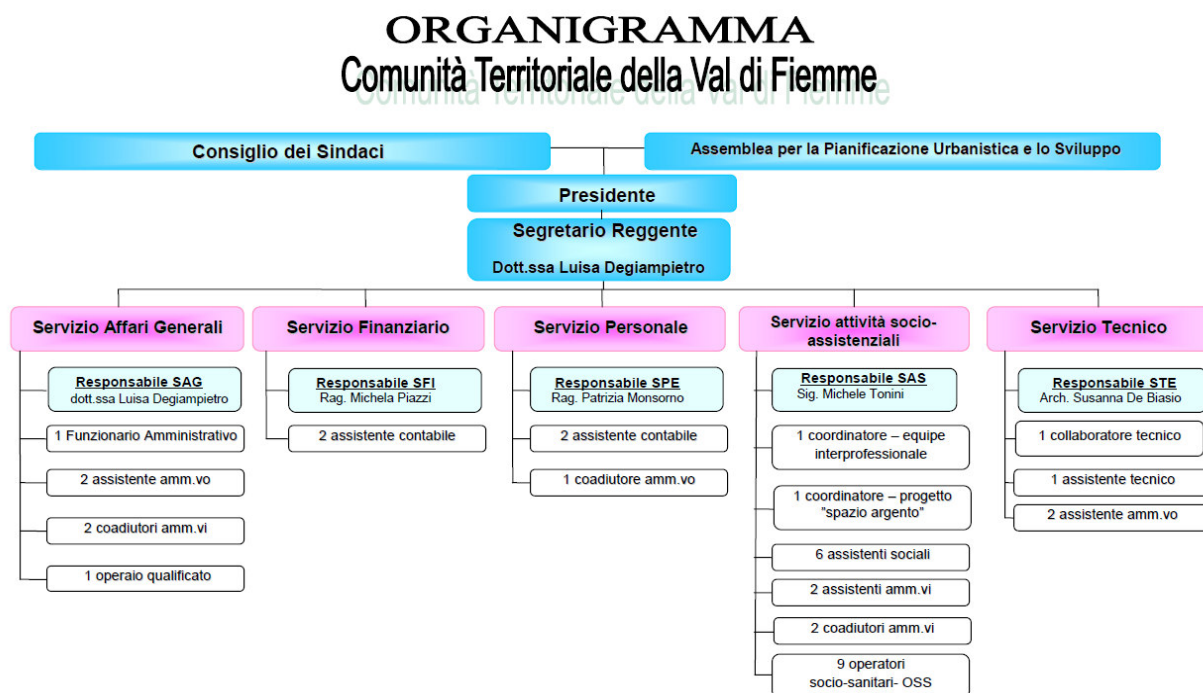 ORGANIGRAMMA
Comunità Territoriale della Val di Fiemme
Consiglio dei Sindaci
Assemblea per la Pianificazione Urbanistica e lo Sviluppo
Presidente
Segretario Reggente
Dott.ssa Luisa Degiampietro
Servizio Affari Generali
Responsabile SAG
dott.ssa Luisa Degiampietro
1 Funzionario Amministrativo
2 assistente amm.vo
2 coadiutori amm.vi
1 operaio qualificato
Servizio Finanziario
Responsabile SFI
Rag. Michela Piazzi
2 assistente contabile
Servizio Personale
Responsabile SPE
Rag. Patrizia Monsorno
2 assistente contabile
1 coadiutore amm.vo
Servizio attività socio-
assistenziali
Responsabile SAS
Sig. Michele Tonini
1 coordinatore – equipe
interprofessionale
1 coordinatore – progetto
"spazio argento"
6 assistenti sociali
2 assistenti amm.vi
2 coadiutori amm.vi
9 operatori
socio-sanitari- OSS
Servizio Tecnico
Responsabile STE
Arch. Susanna De Biasio
1 collaboratore tecnico
1 assistente tecnico
2 assistente amm.vo